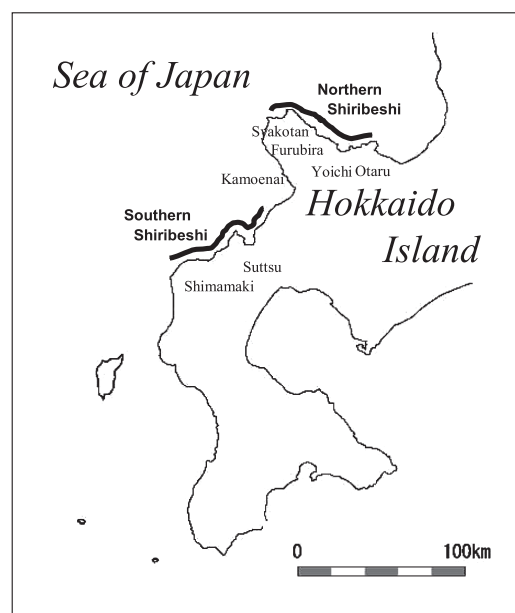 Sea of Japan
Northern
Shiribeshi
Syakotan
Furubira
Yoichi Otaru
Kamoenai
Hokkaido
Island
Southern
Shiribeshi
Suttsu
Shimamaki
0 100km